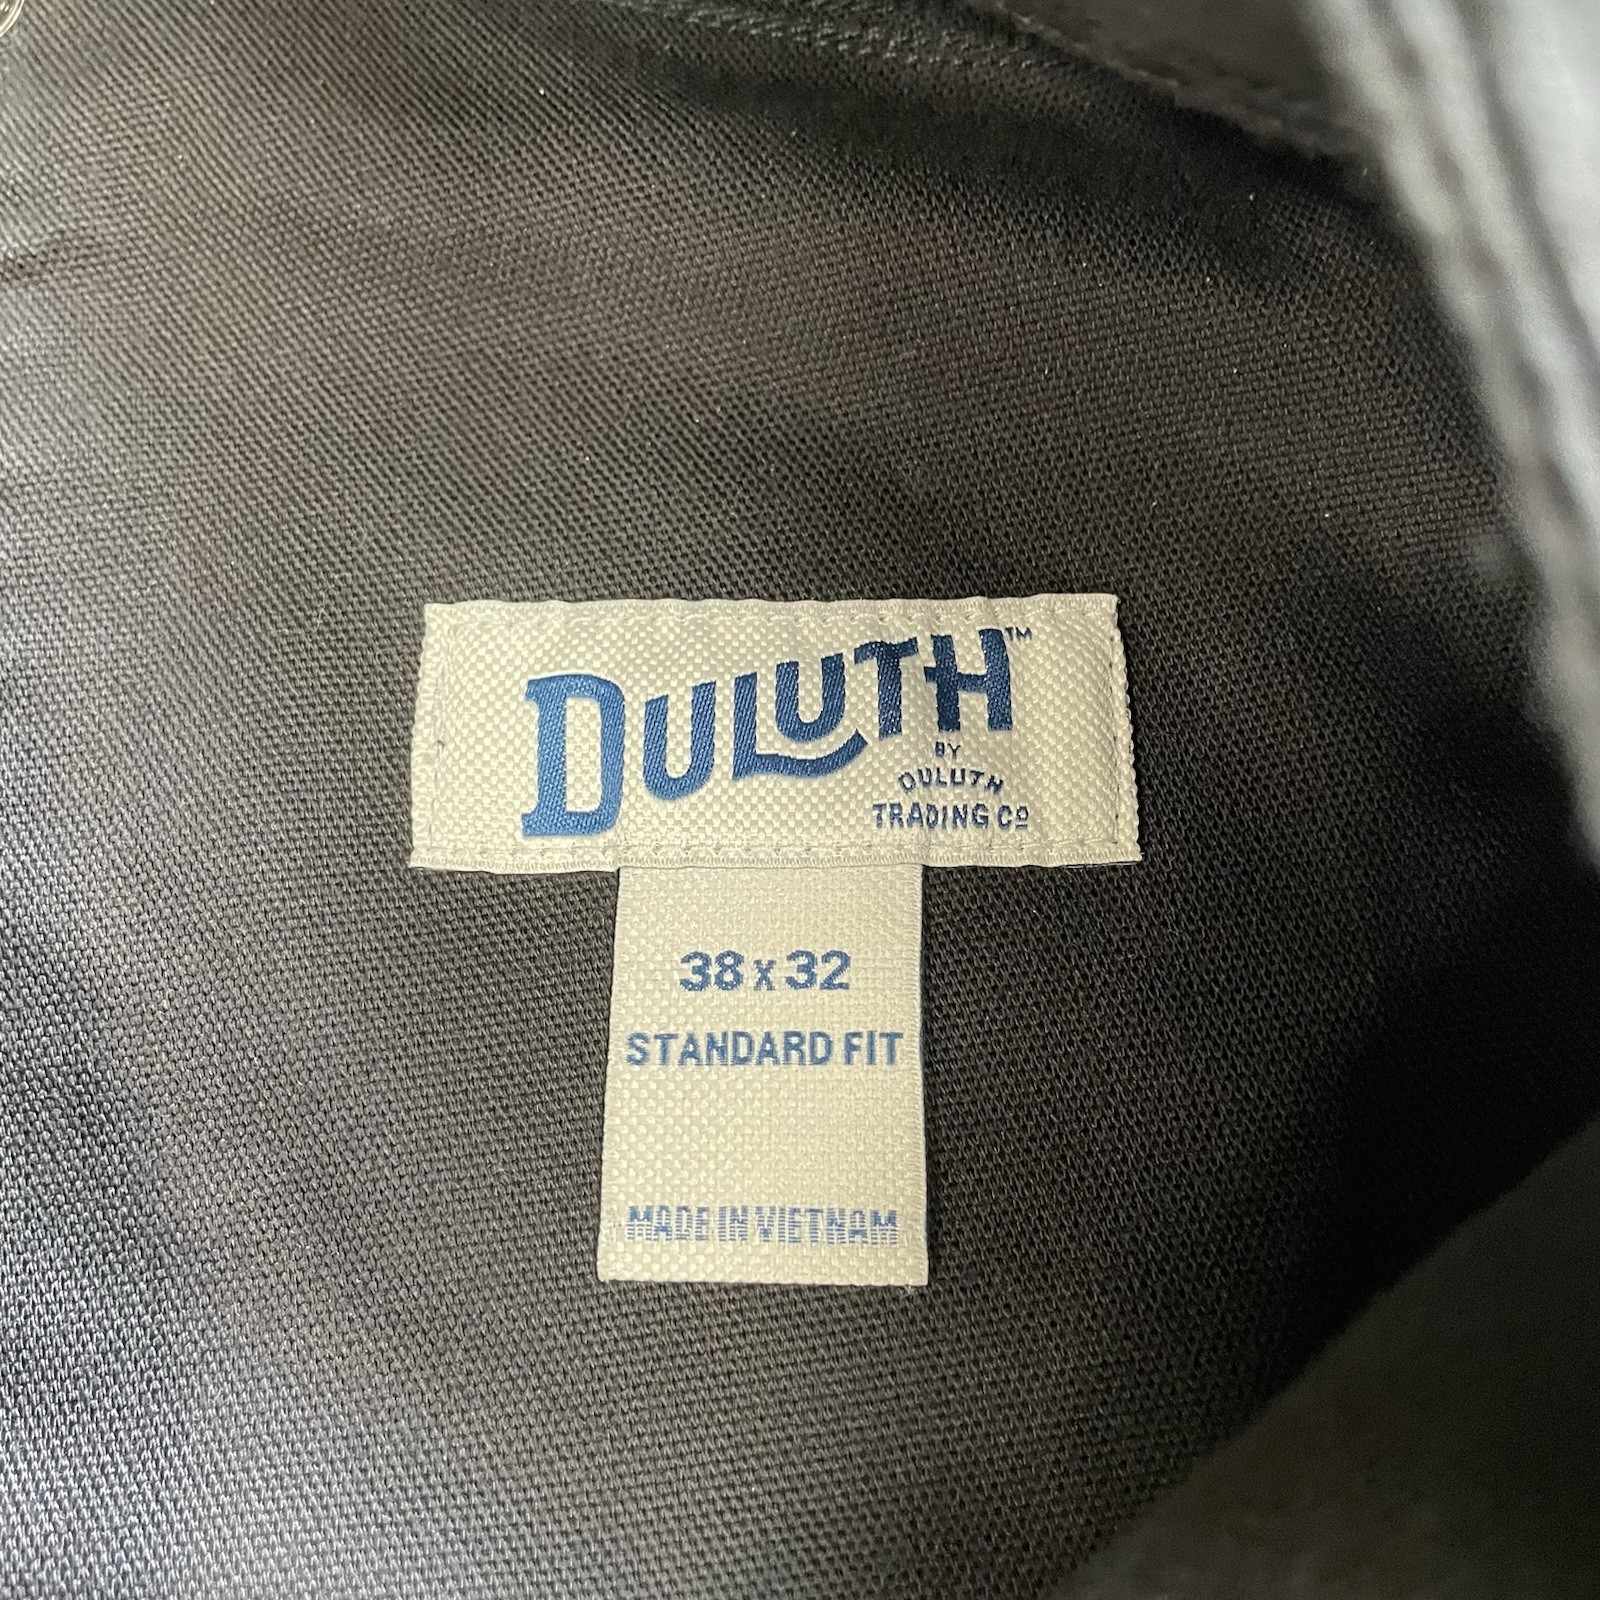 DULUTH™
BY
DULUTH
TRADING Cº
38 x 32
STANDARD FIT
MADE IN VIETNAM